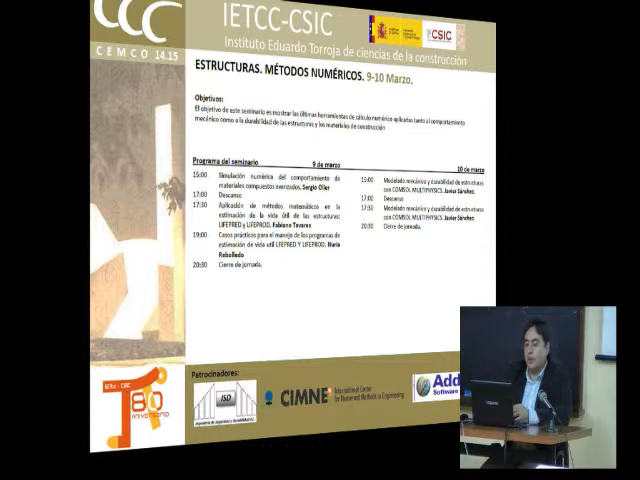 CCC
CEMCO 14.15
IETCC-CSIC
Instituto Eduardo Torroja de ciencias de la construcción
CSIC
ESTRUCTURAS. MÉTODOS NUMÉRICOS. 9-10 Marzo.
Objetivos:
El objetivo de este seminario es mostrar las últimas herramientas de cálculo numérico aplicadas tanto al comportamiento
mecánico como a la durabilidad de las estructuras y los materiales de construcción
Programa del seminario
9 de marzo
15:00 Simulación numérica del comportamiento de
materiales compuestos avanzados. Sergio Oller
17:00 Descanso
17:30 Aplicación de métodos matemáticos en la
estimación de la vida útil de las estructuras:
LIFEPRED y LIFEPROD. Fabiano Tavares
19:00 Casos prácticos para el manejo de los programas de
estimación de vida util LIFEPRED Y LIFEPROD. Nuria
Rebolledo
20:30 Cierre de jornada.
10 de marzo
15:00 Modelado mecánico y durabilidad de estructuras
con COMSOL MULTIPHYSICS. Javier Sánchez.
17:00 Descanso
17:30 Modelado mecánico y durabilidad de estructuras
con COMSOL MULTIPHYSICS. Javier Sánchez
20:30 Cierre de jornada.
Patrocinadores:
IETcc - CSIC
80
ANIVERSARIO
ISD
CIMNE
International Center
for Numerical Methods in Engineering
Addi
Software